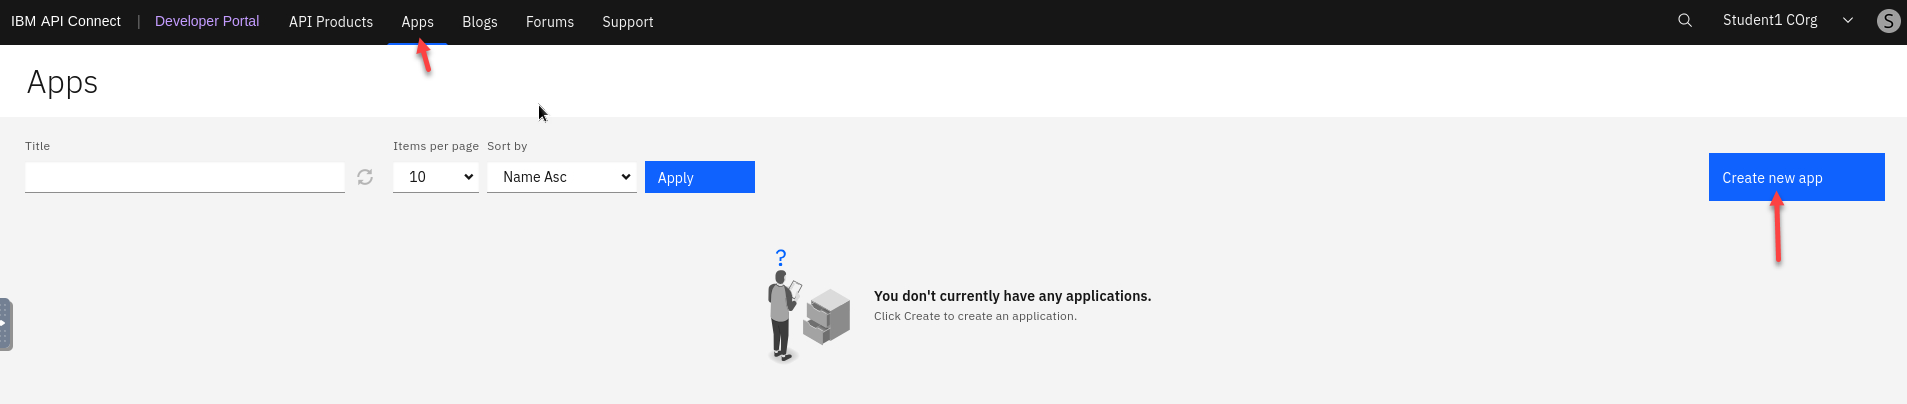 IBM API Connect | Developer Portal API Products Apps Blogs Forums Support Student1 COrg S
Apps
Title Items per page Sort by
10 Name Asc Apply Create new app
?
You don't currently have any applications.
Click Create to create an application.